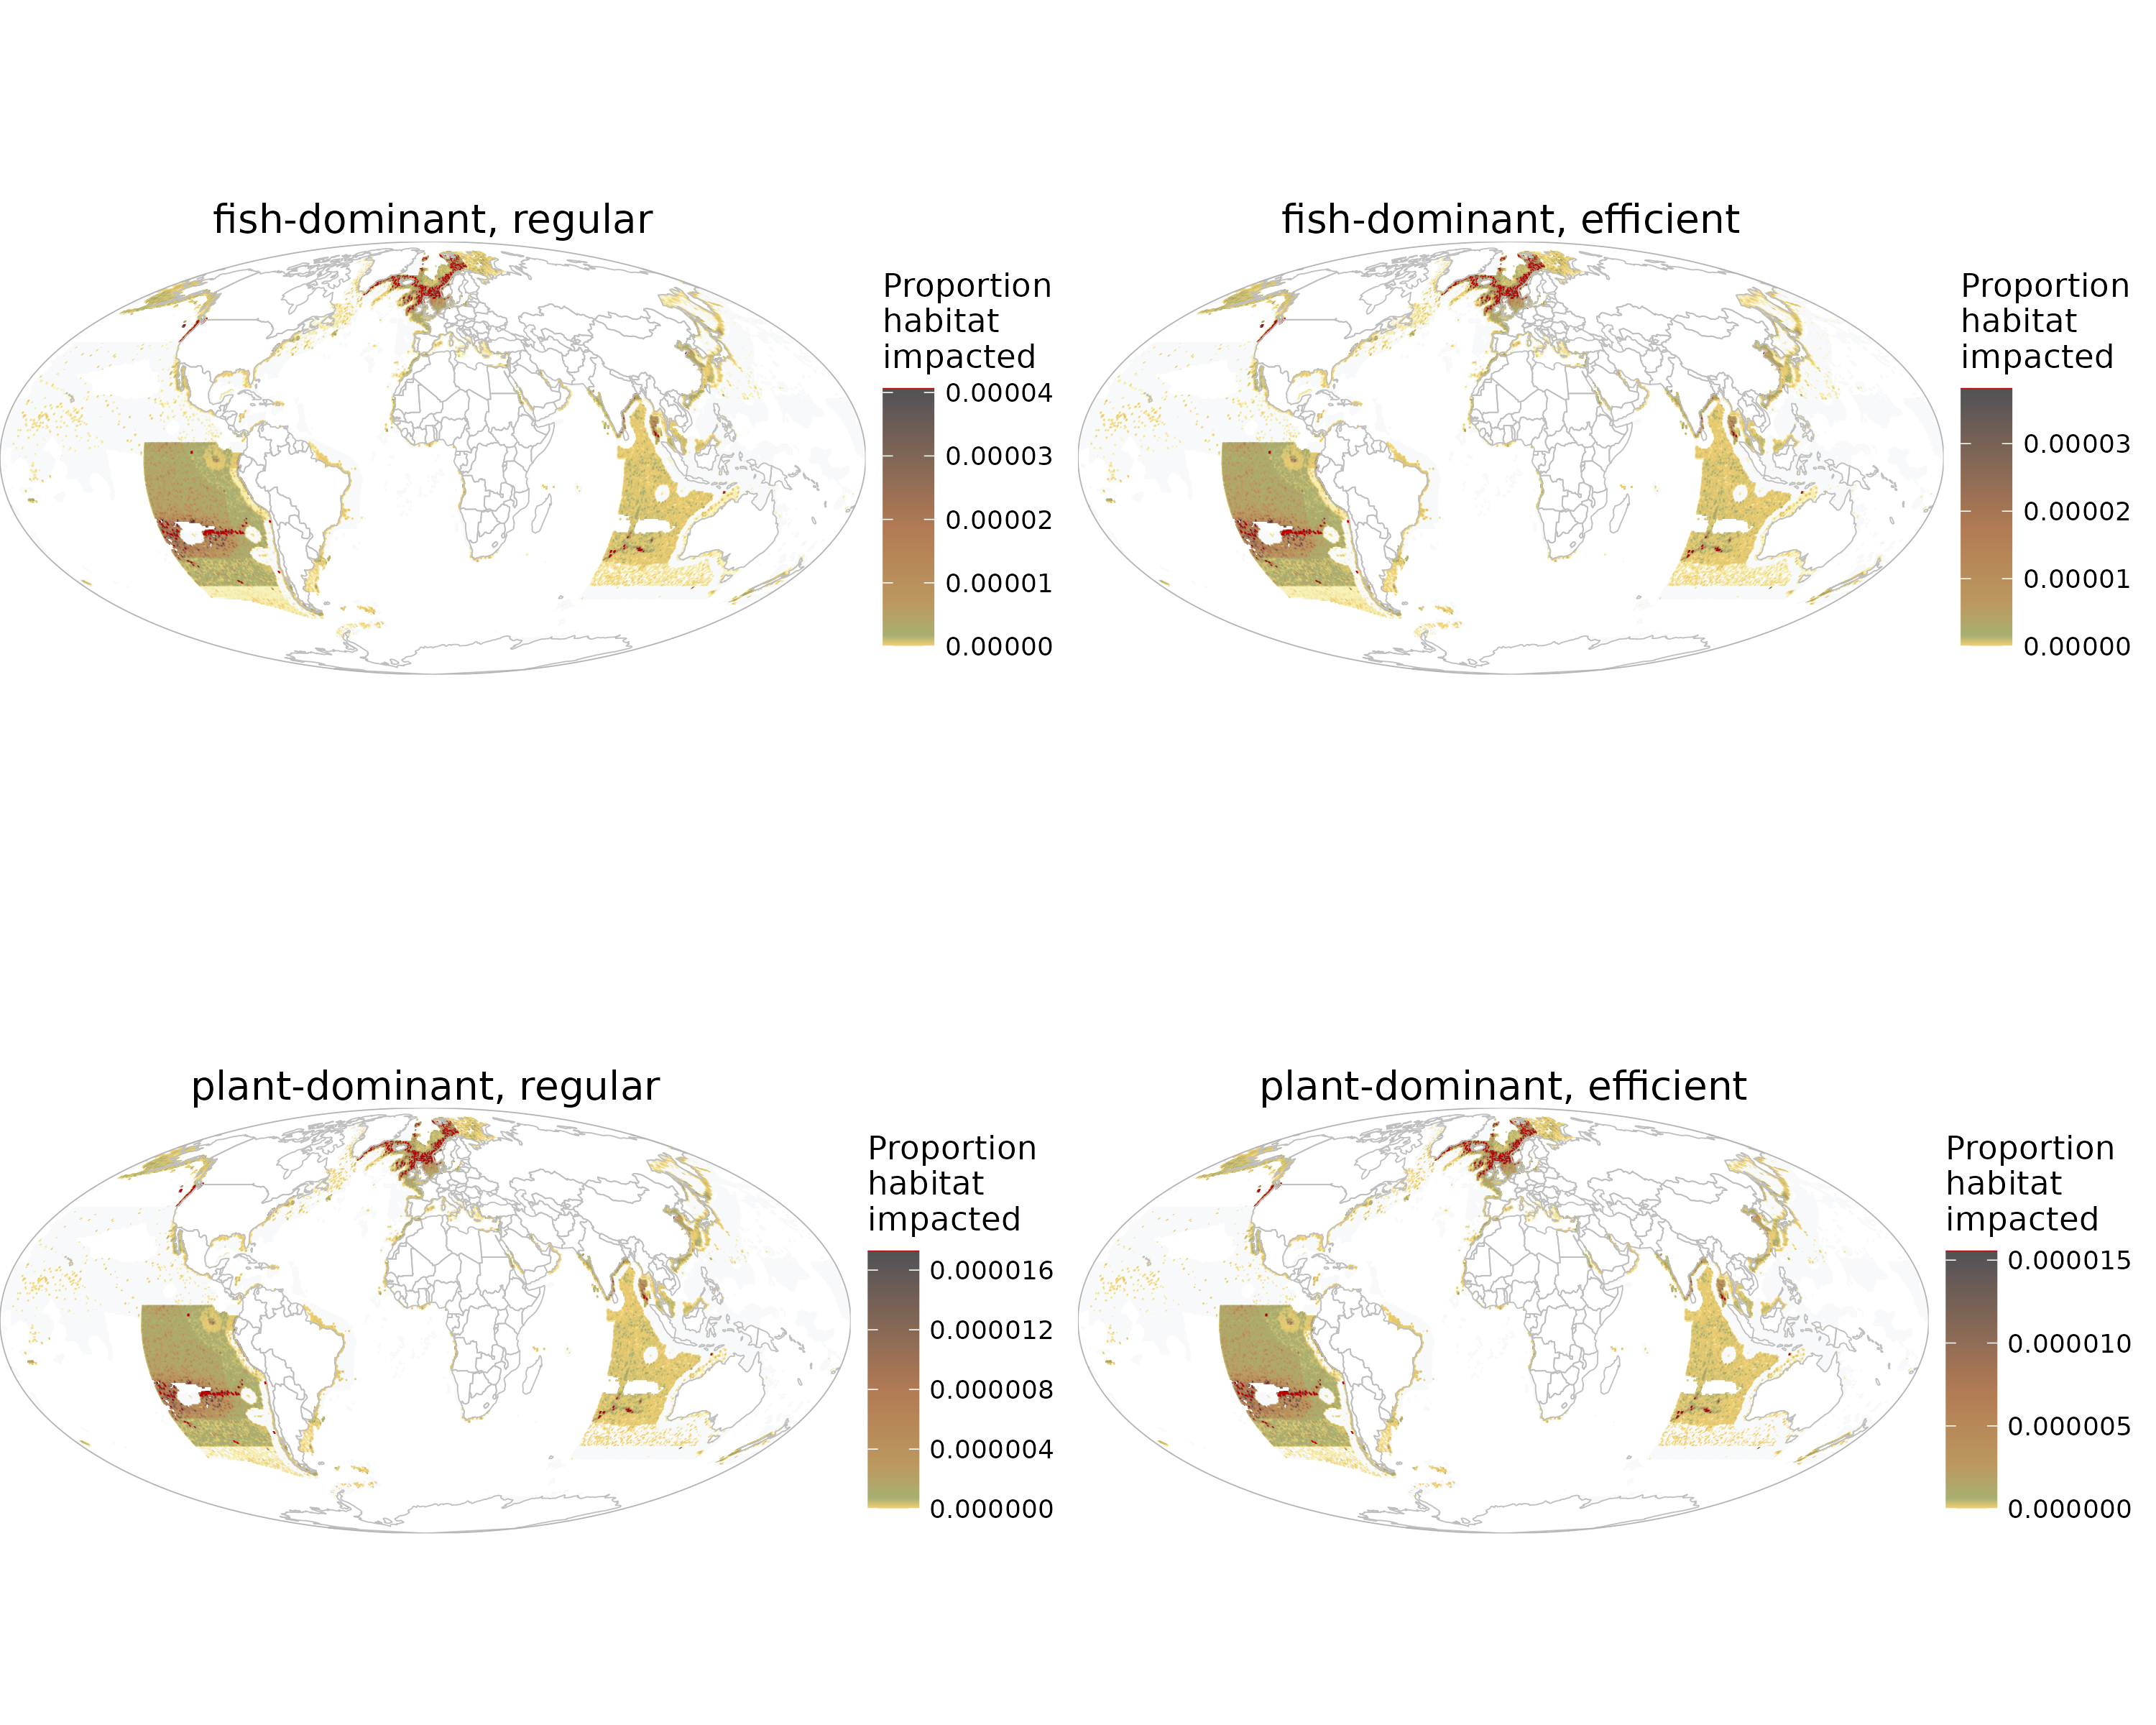 fish-dominant, regular
Proportion
habitat
impacted
0.00004
0.00003
0.00002
0.00001
0.00000
fish-dominant, efficient
Proportion
habitat
impacted
0.00003
0.00002
0.00001
0.00000
plant-dominant, regular
Proportion
habitat
impacted
0.000016
0.000012
0.000008
0.000004
0.000000
plant-dominant, efficient
Proportion
habitat
impacted
0.000015
0.000010
0.000005
0.000000